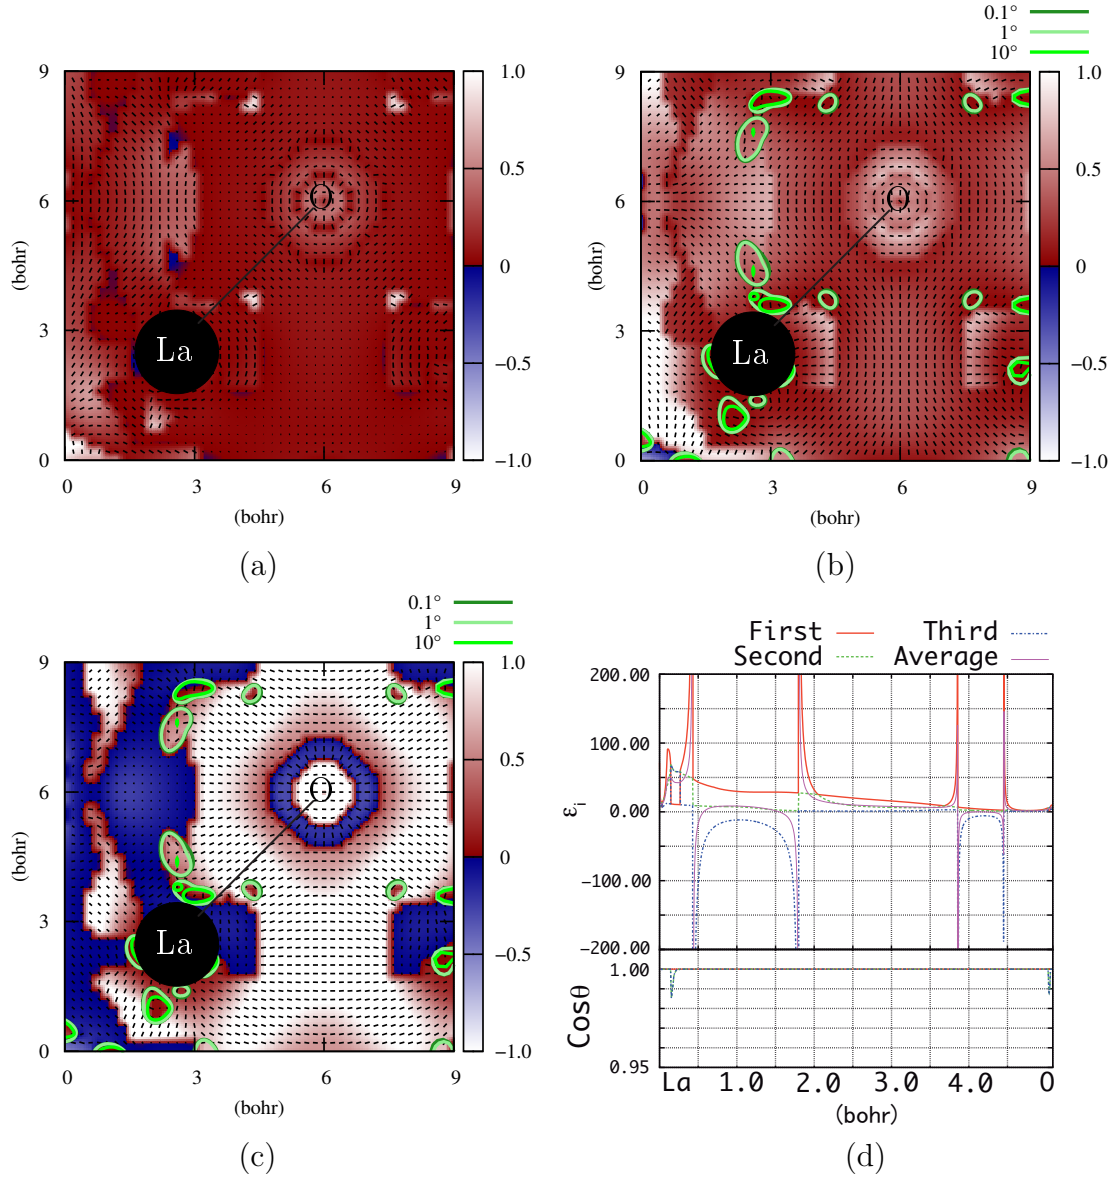 0.1°
1°
10°
9
6
3
0
0
3
6
9
(bohr)
(bohr)
1.0
0.5
0
−0.5
−1.0
O
La
(a)
9
6
3
0
0
3
6
9
(bohr)
(bohr)
1.0
0.5
0
−0.5
−1.0
O
La
(b)
0.1°
1°
10°
9
6
3
0
0
3
6
9
(bohr)
(bohr)
1.0
0.5
0
−0.5
−1.0
O
La
(c)
First
Third
Second
Average
200.00
100.00
0.00
−100.00
−200.00
εi
1.00
0.95
Cosθ
La 1.0 2.0 3.0 4.0 O
(bohr)
(d)